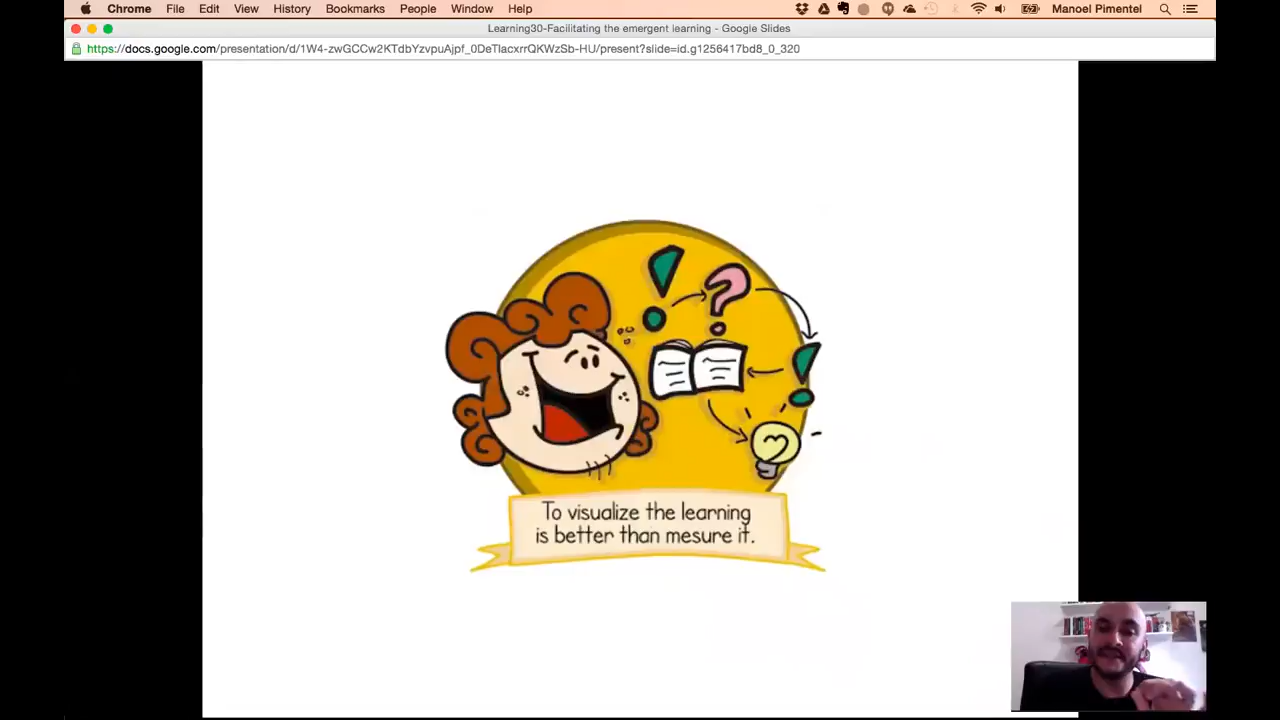 Chrome File Edit View History Bookmarks People Window Help Manoel Pimentel
Learning30-Facilitating the emergent learning - Google Slides
https://docs.google.com/presentation/d/1W4-zwGCCw2KTdbYzvpuAjpf_0DeTlacxrrQKWzSb-HU/present?slide=id.g1256417bd8_0_320
! ?
!
To visualize the learning
is better than mesure it.